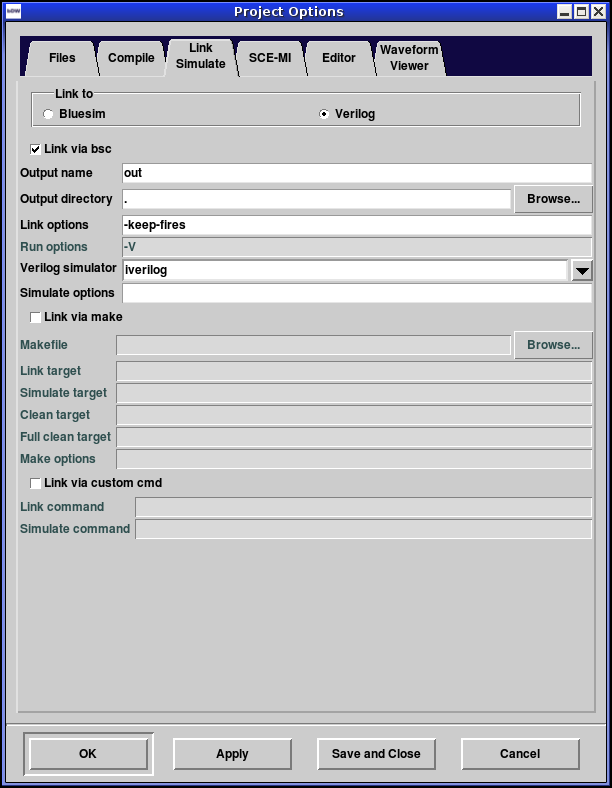 Project Options
Files
Compile
Link
Simulate
SCE-MI
Editor
Waveform
Viewer
Link to
Bluesim
Verilog
Link via bsc
Output name
out
Output directory
.
Browse...
Link options
-keep-fires
Run options
-V
Verilog simulator
iverilog
Simulate options
Link via make
Makefile
Browse...
Link target
Simulate target
Clean target
Full clean target
Make options
Link via custom cmd
Link command
Simulate command
OK
Apply
Save and Close
Cancel